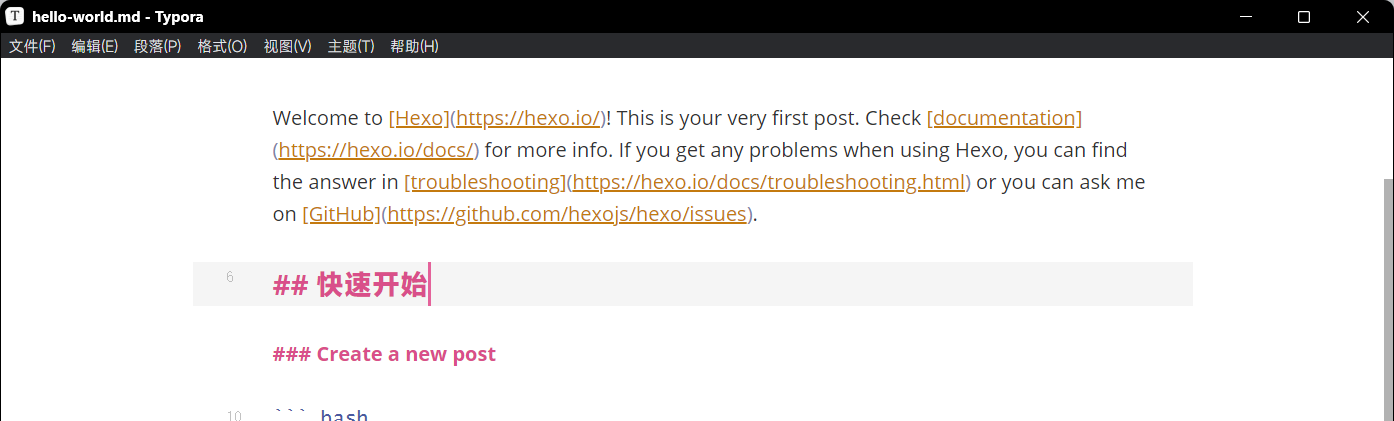 T hello-world.md - Typora
文件(F) 编辑(E) 段落(P) 格式(O) 视图(V) 主题(T) 帮助(H)
Welcome to [Hexo](https://hexo.io/)! This is your very first post. Check [documentation]
(https://hexo.io/docs/) for more info. If you get any problems when using Hexo, you can find
the answer in [troubleshooting](https://hexo.io/docs/troubleshooting.html) or you can ask me
on [GitHub](https://github.com/hexojs/hexo/issues).
6 ## 快速开始
### Create a new post
10 ``` bash